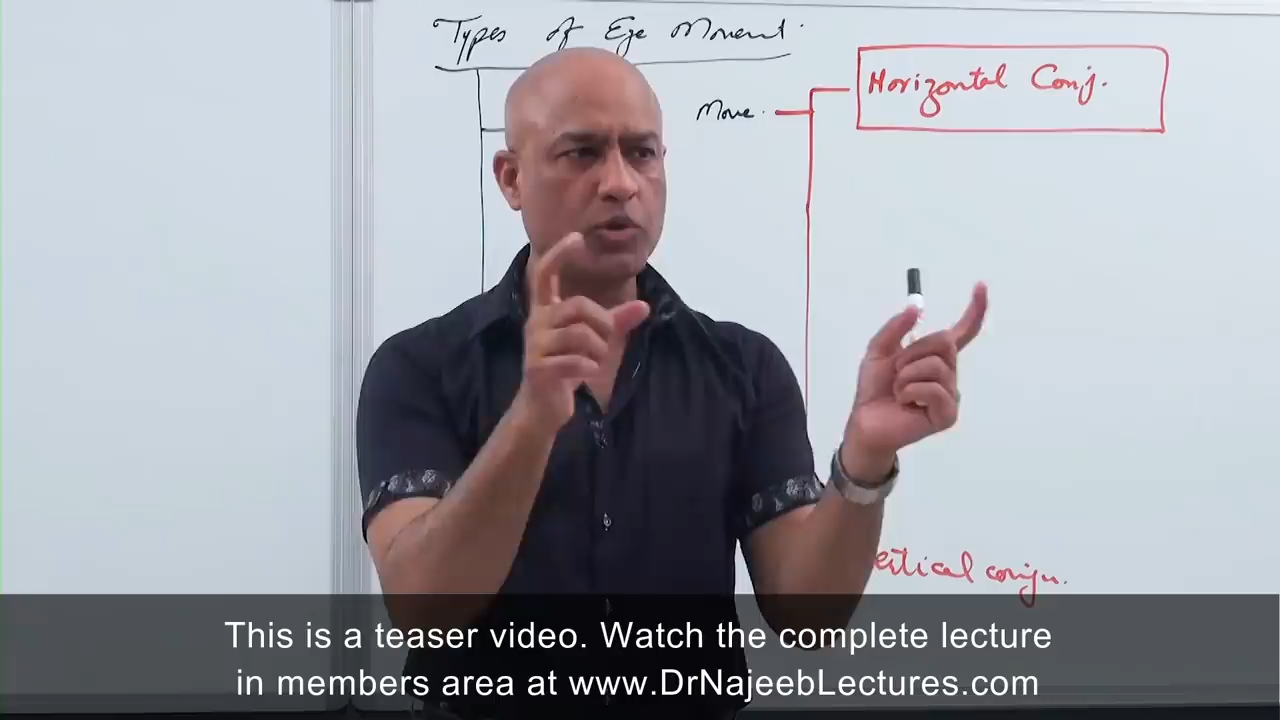 Types of Eye Movement.
Horizontal Conj.
Move.
ertical conju.
This is a teaser video. Watch the complete lecture
in members area at www.DrNajeebLectures.com